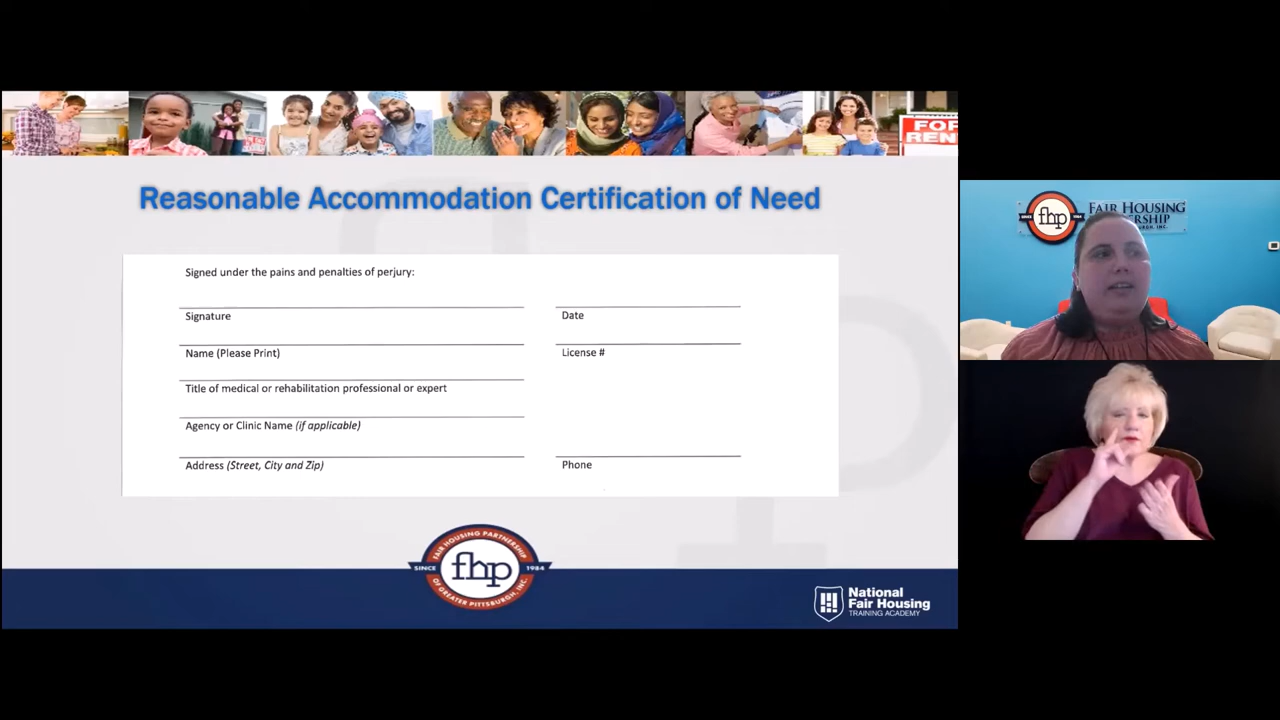 FOR
RENT
Reasonable Accommodation Certification of Need
Signed under the pains and penalties of perjury:
Signature
Date
Name (Please Print)
License #
Title of medical or rehabilitation professional or expert
Agency or Clinic Name (if applicable)
Address (Street, City and Zip)
Phone
FAIR HOUSING PARTNERSHIP
SINCE fhp 1984
OF GREATER PITTSBURGH, INC.
National
Fair Housing
TRAINING ACADEMY
SINCE fhp 1984
FAIR HOUSING